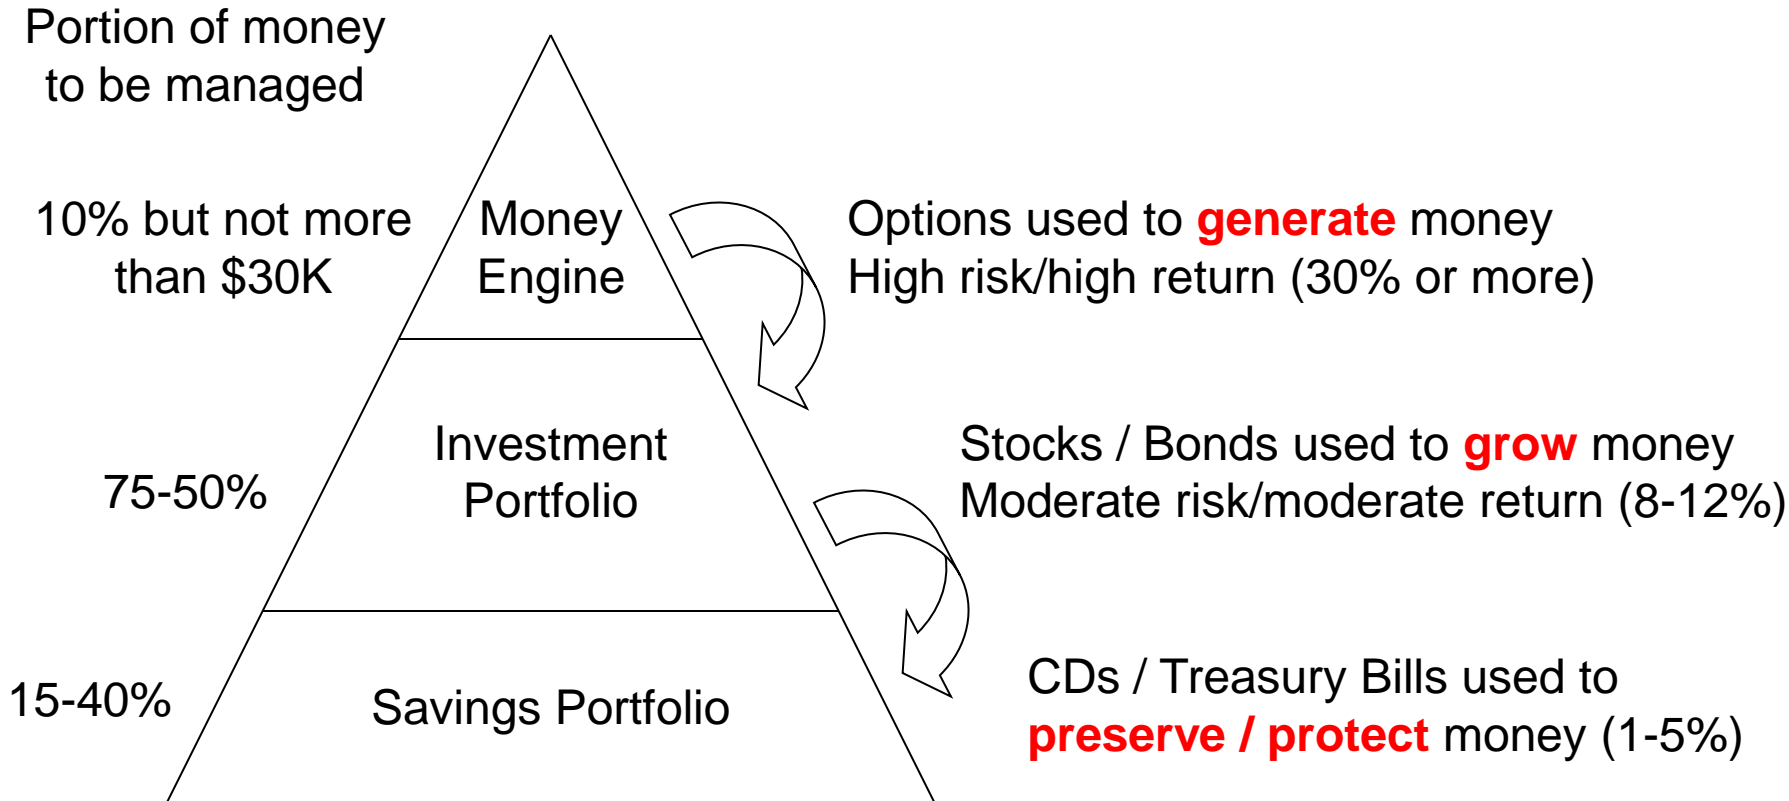 Portion of money
to be managed
10% but not more
than $30K
Money
Engine
Options used to generate money
High risk/high return (30% or more)
75-50%
Investment
Portfolio
Stocks / Bonds used to grow money
Moderate risk/moderate return (8-12%)
15-40%
Savings Portfolio
CDs / Treasury Bills used to
preserve / protect money (1-5%)